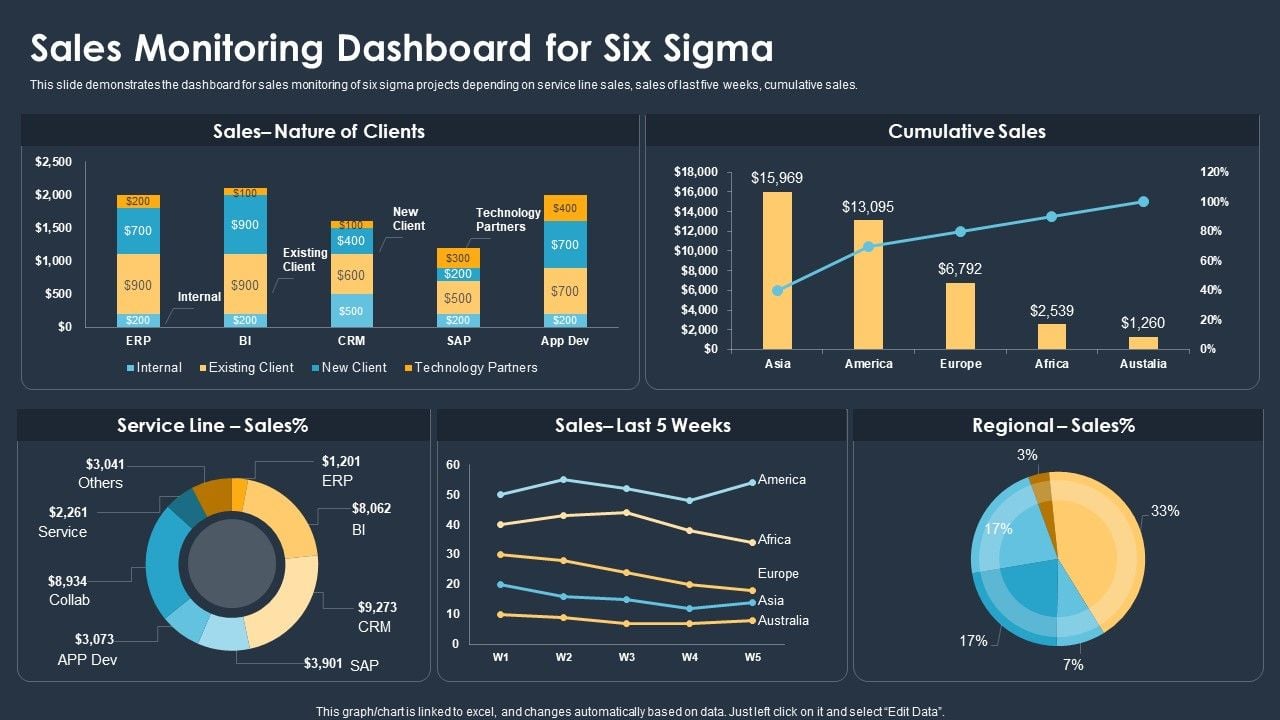 Sales Monitoring Dashboard for Six Sigma
This slide demonstrates the dashboard for sales monitoring of six sigma projects depending on service line sales, sales of last five weeks, cumulative sales.
Sales– Nature of Clients
$2,500
$2,000
$1,500
$1,000
$500
$0
$200
$700
$900
$200
$100
$900
$900
$200
$100
$400
$600
$500
$300
$200
$500
$200
$400
$700
$700
$200
Internal
Existing
Client
New
Client
Technology
Partners
ERP
BI
CRM
SAP
App Dev
Internal
Existing Client
New Client
Technology Partners
Cumulative Sales
$18,000
$16,000
$14,000
$12,000
$10,000
$8,000
$6,000
$4,000
$2,000
$0
$15,969
$13,095
$6,792
$2,539
$1,260
120%
100%
80%
60%
40%
20%
0%
Asia
America
Europe
Africa
Austalia
Service Line – Sales%
$3,041
Others
$2,261
Service
$8,934
Collab
$3,073
APP Dev
$1,201
ERP
$8,062
BI
$9,273
CRM
$3,901 SAP
Sales– Last 5 Weeks
60
50
40
30
20
10
0
America
Africa
Europe
Asia
Australia
W1
W2
W3
W4
W5
Regional – Sales%
3%
33%
17%
17%
7%
This graph/chart is linked to excel, and changes automatically based on data. Just left click on it and select “Edit Data”.